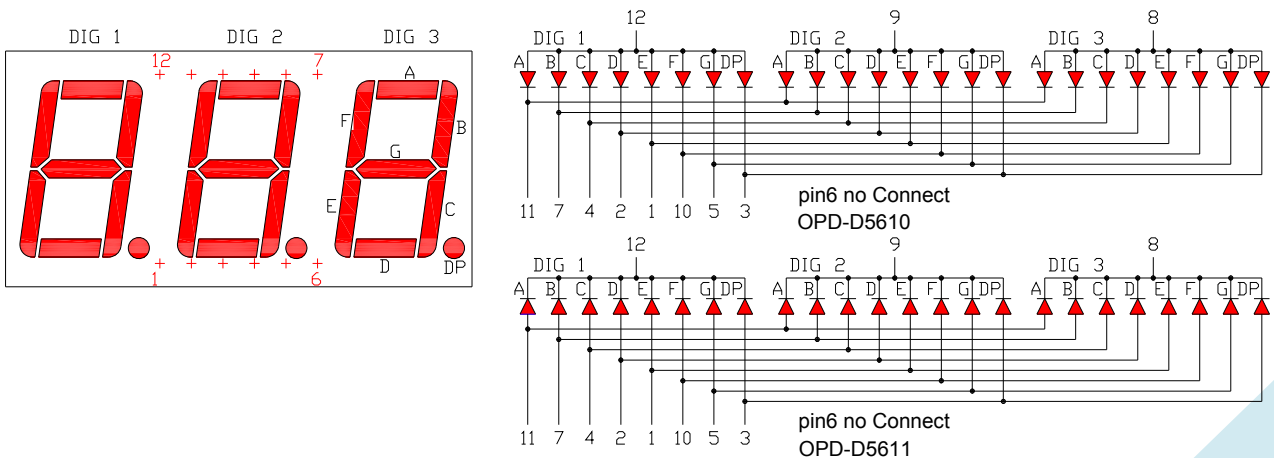 DIG 1 DIG 2 DIG 3
12 7
A
F B
G
E C
D DP
1 6
12 9 8
DIG 1 DIG 2 DIG 3
A B C D E F G DP A B C D E F G DP A B C D E F G DP
pin6 no Connect
11 7 4 2 1 10 5 3
OPD-D5610
12 9 8
DIG 1 DIG 2 DIG 3
A B C D E F G DP A B C D E F G DP A B C D E F G DP
pin6 no Connect
11 7 4 2 1 10 5 3
OPD-D5611